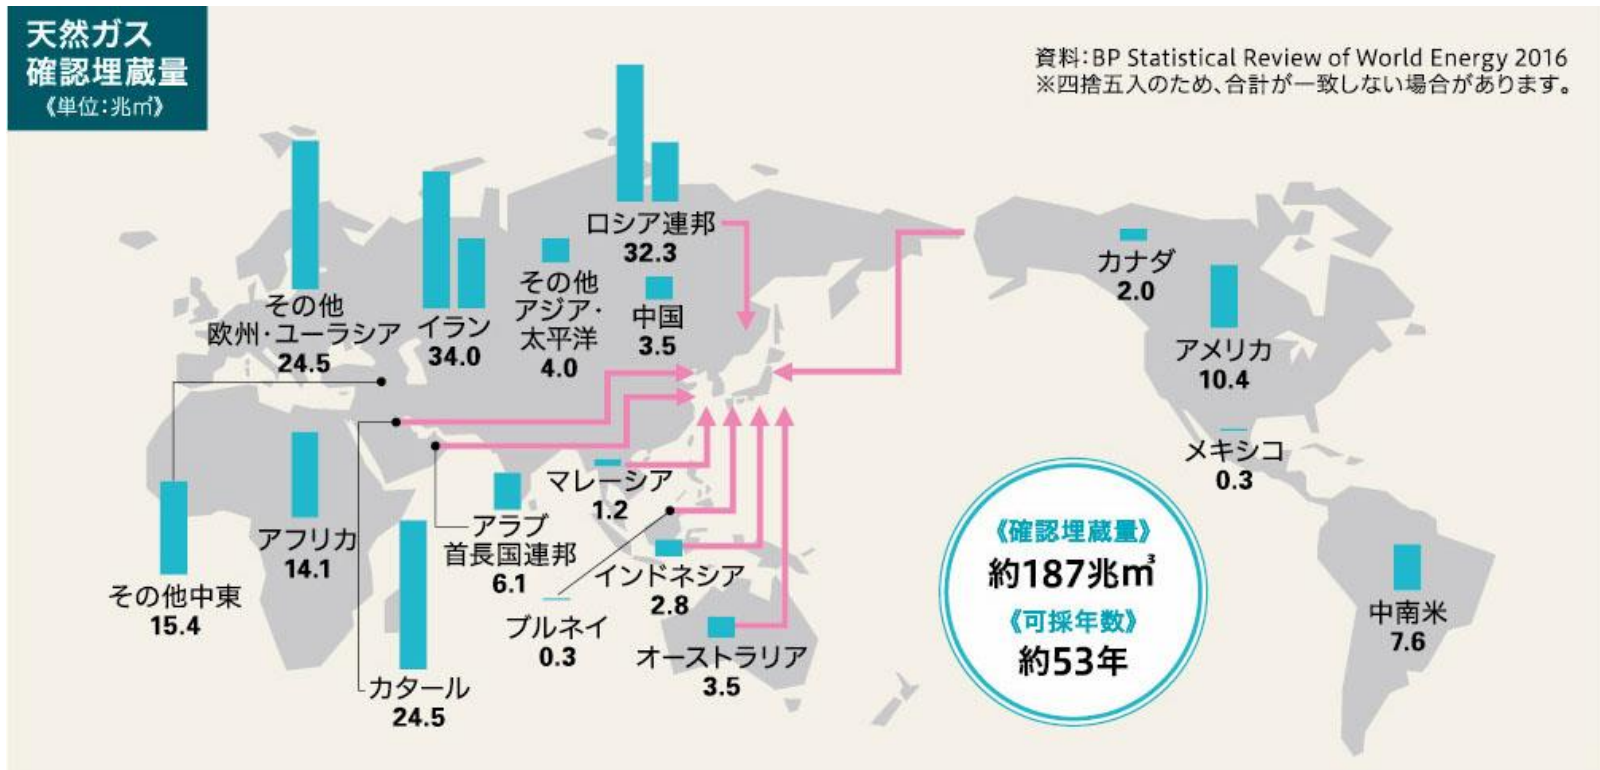 天然ガス
確認埋蔵量
《単位:兆㎥》
資料:BP Statistical Review of World Energy 2016
※四捨五入のため、合計が一致しない場合があります。
ロシア連邦
32.3
その他
欧州・ユーラシア
24.5
イラン
34.0
その他
アジア・
太平洋
4.0
中国
3.5
カナダ
2.0
アメリカ
10.4
メキシコ
0.3
マレーシア
1.2
アラブ
首長国連邦
6.1
アフリカ
14.1
その他中東
15.4
インドネシア
2.8
ブルネイ
0.3
オーストラリア
3.5
カタール
24.5
《確認埋蔵量》
約187兆㎥
《可採年数》
約53年
中南米
7.6